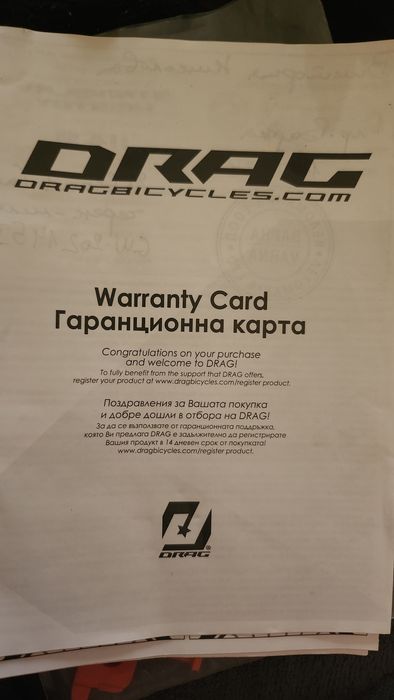 DRAG
DRAGBICYCLES.COM
Warranty Card
Гаранционна карта
Congratulations on your purchase
and welcome to DRAG!
To fully benefit from the support that DRAG offers,
register your product at www.dragbicycles.com/register product.
Поздравления за Вашата покупка
и добре дошли в отбора на DRAG!
За да се възползвате от гаранционната поддръжка,
която Ви предлага DRAG е задължително да регистрирате
Вашия продукт в 14 дневен срок от покупката!
www.dragbicycles.com/register product.
DRAG®